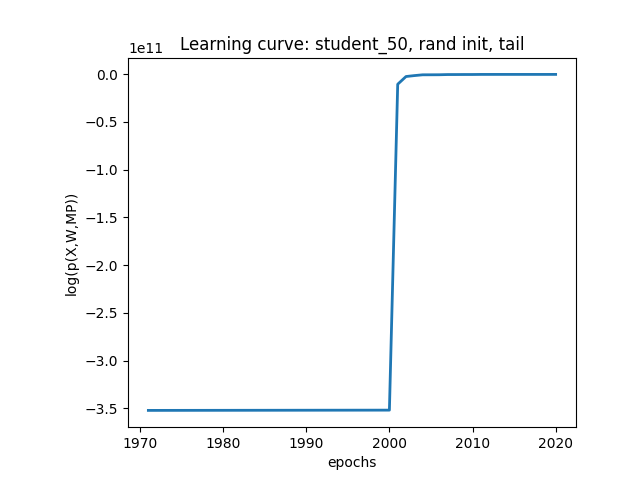 Learning curve: student_50, rand init, tail
1e11
0.0
−0.5
−1.0
−1.5
−2.0
−2.5
−3.0
−3.5
log(p(X,W,MP))
1970 1980 1990 2000 2010 2020
epochs